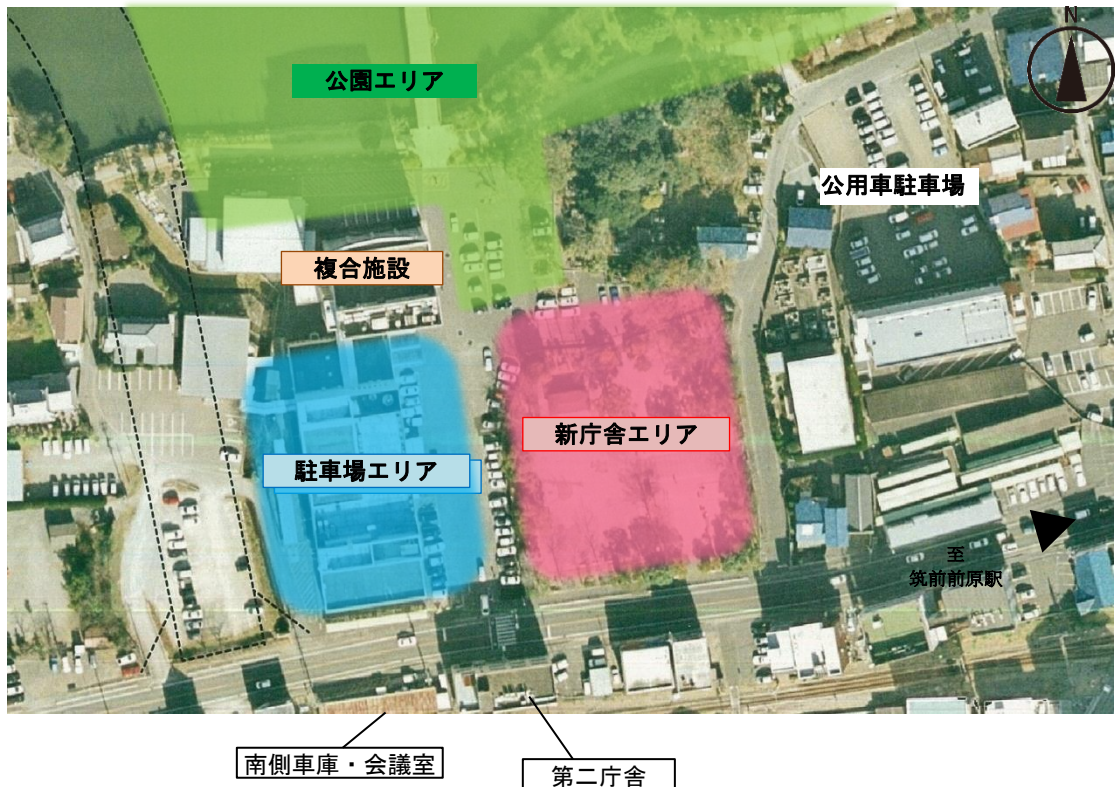 N
公園エリア
公用車駐車場
複合施設
新庁舎エリア
駐車場エリア
至
筑前前原駅
南側車庫・会議室
第二庁舎